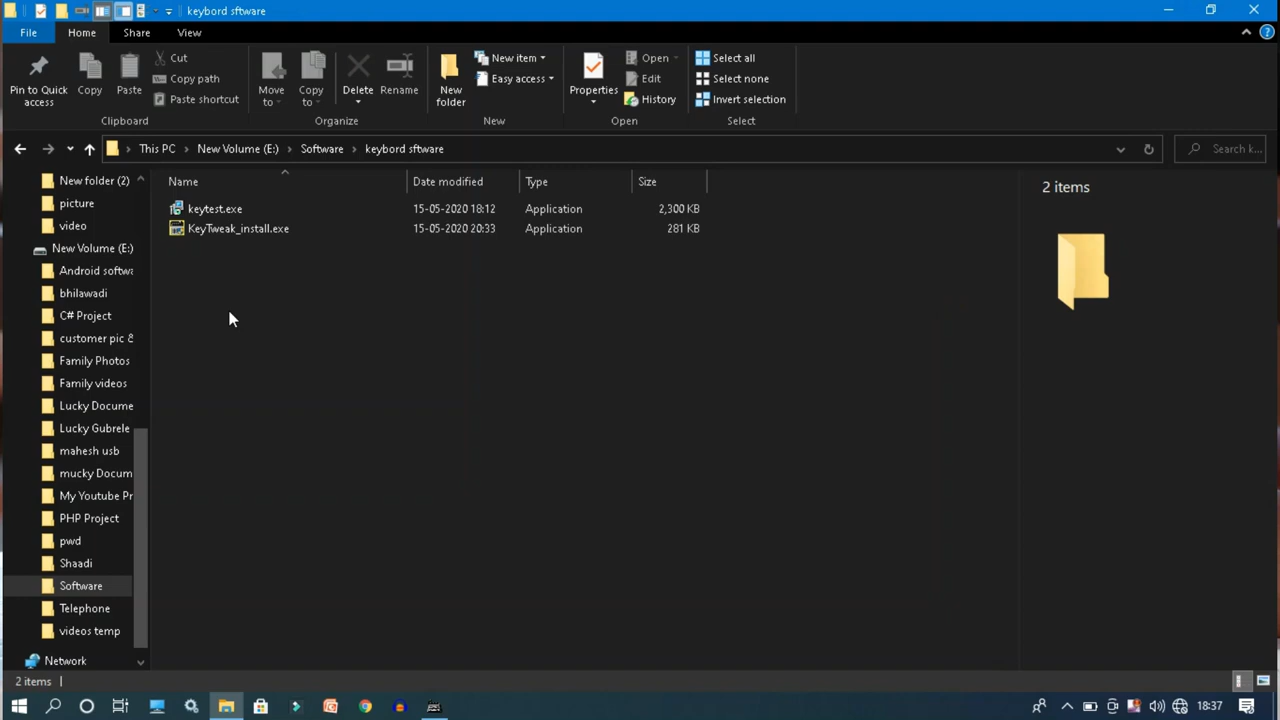 keybord sftware
File Home Share View
Pin to Quick access
Copy
Paste
Cut
Copy path
Paste shortcut
Clipboard
Move to
Copy to
Delete
Rename
Organize
New folder
New item
Easy access
New
Properties
Open
Edit
History
Open
Select all
Select none
Invert selection
Select
This PC > New Volume (E:) > Software > keybord sftware
Search k...
Name Date modified Type Size
keytest.exe 15-05-2020 18:12 Application 2,300 KB
KeyTweak_install.exe 15-05-2020 20:33 Application 281 KB
2 items
New folder (2)
picture
video
New Volume (E:)
Android softwa
bhilawadi
C# Project
customer pic &
Family Photos
Family videos
Lucky Docume
Lucky Gubrele
mahesh usb
mucky Docum
My Youtube Pr
PHP Project
pwd
Shaadi
Software
Telephone
videos temp
Network
2 items
18:37